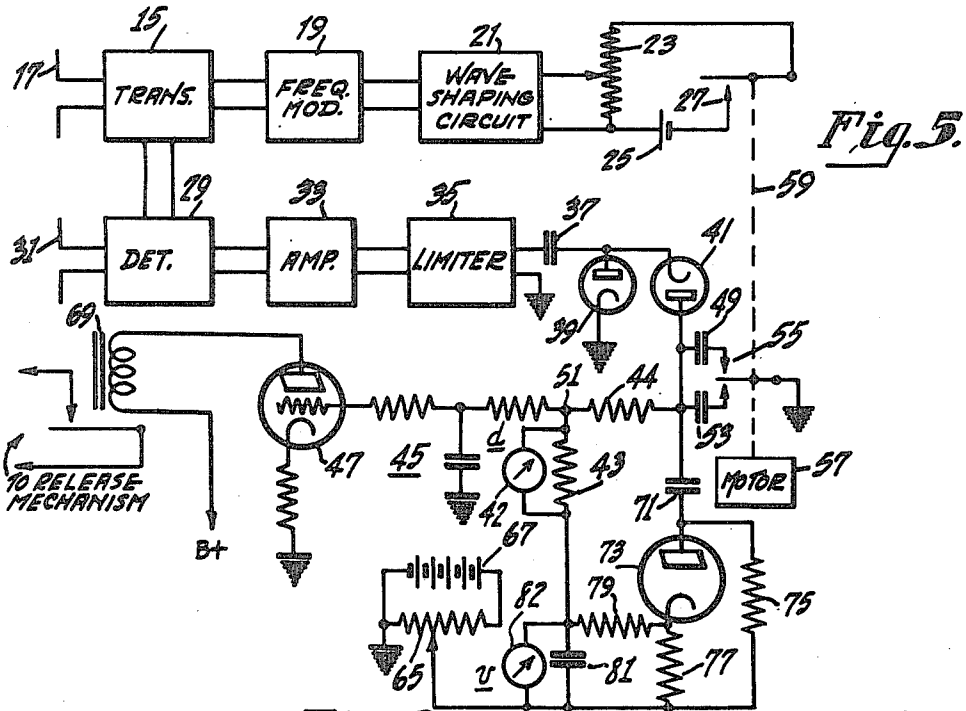 15
19
21
23
17
TRANS.
FREQ. MOD.
WAVE-
SHAPING
CIRCUIT
27
25
Fig. 5.
59
29
33
35
37
41
31
DET.
AMP.
LIMITER
39
49
55
69
51
44
53
d
47
45
42
43
71
MOTOR
57
TO RELEASE
MECHANISM
B+
67
73
79
75
82
65
v
81
77